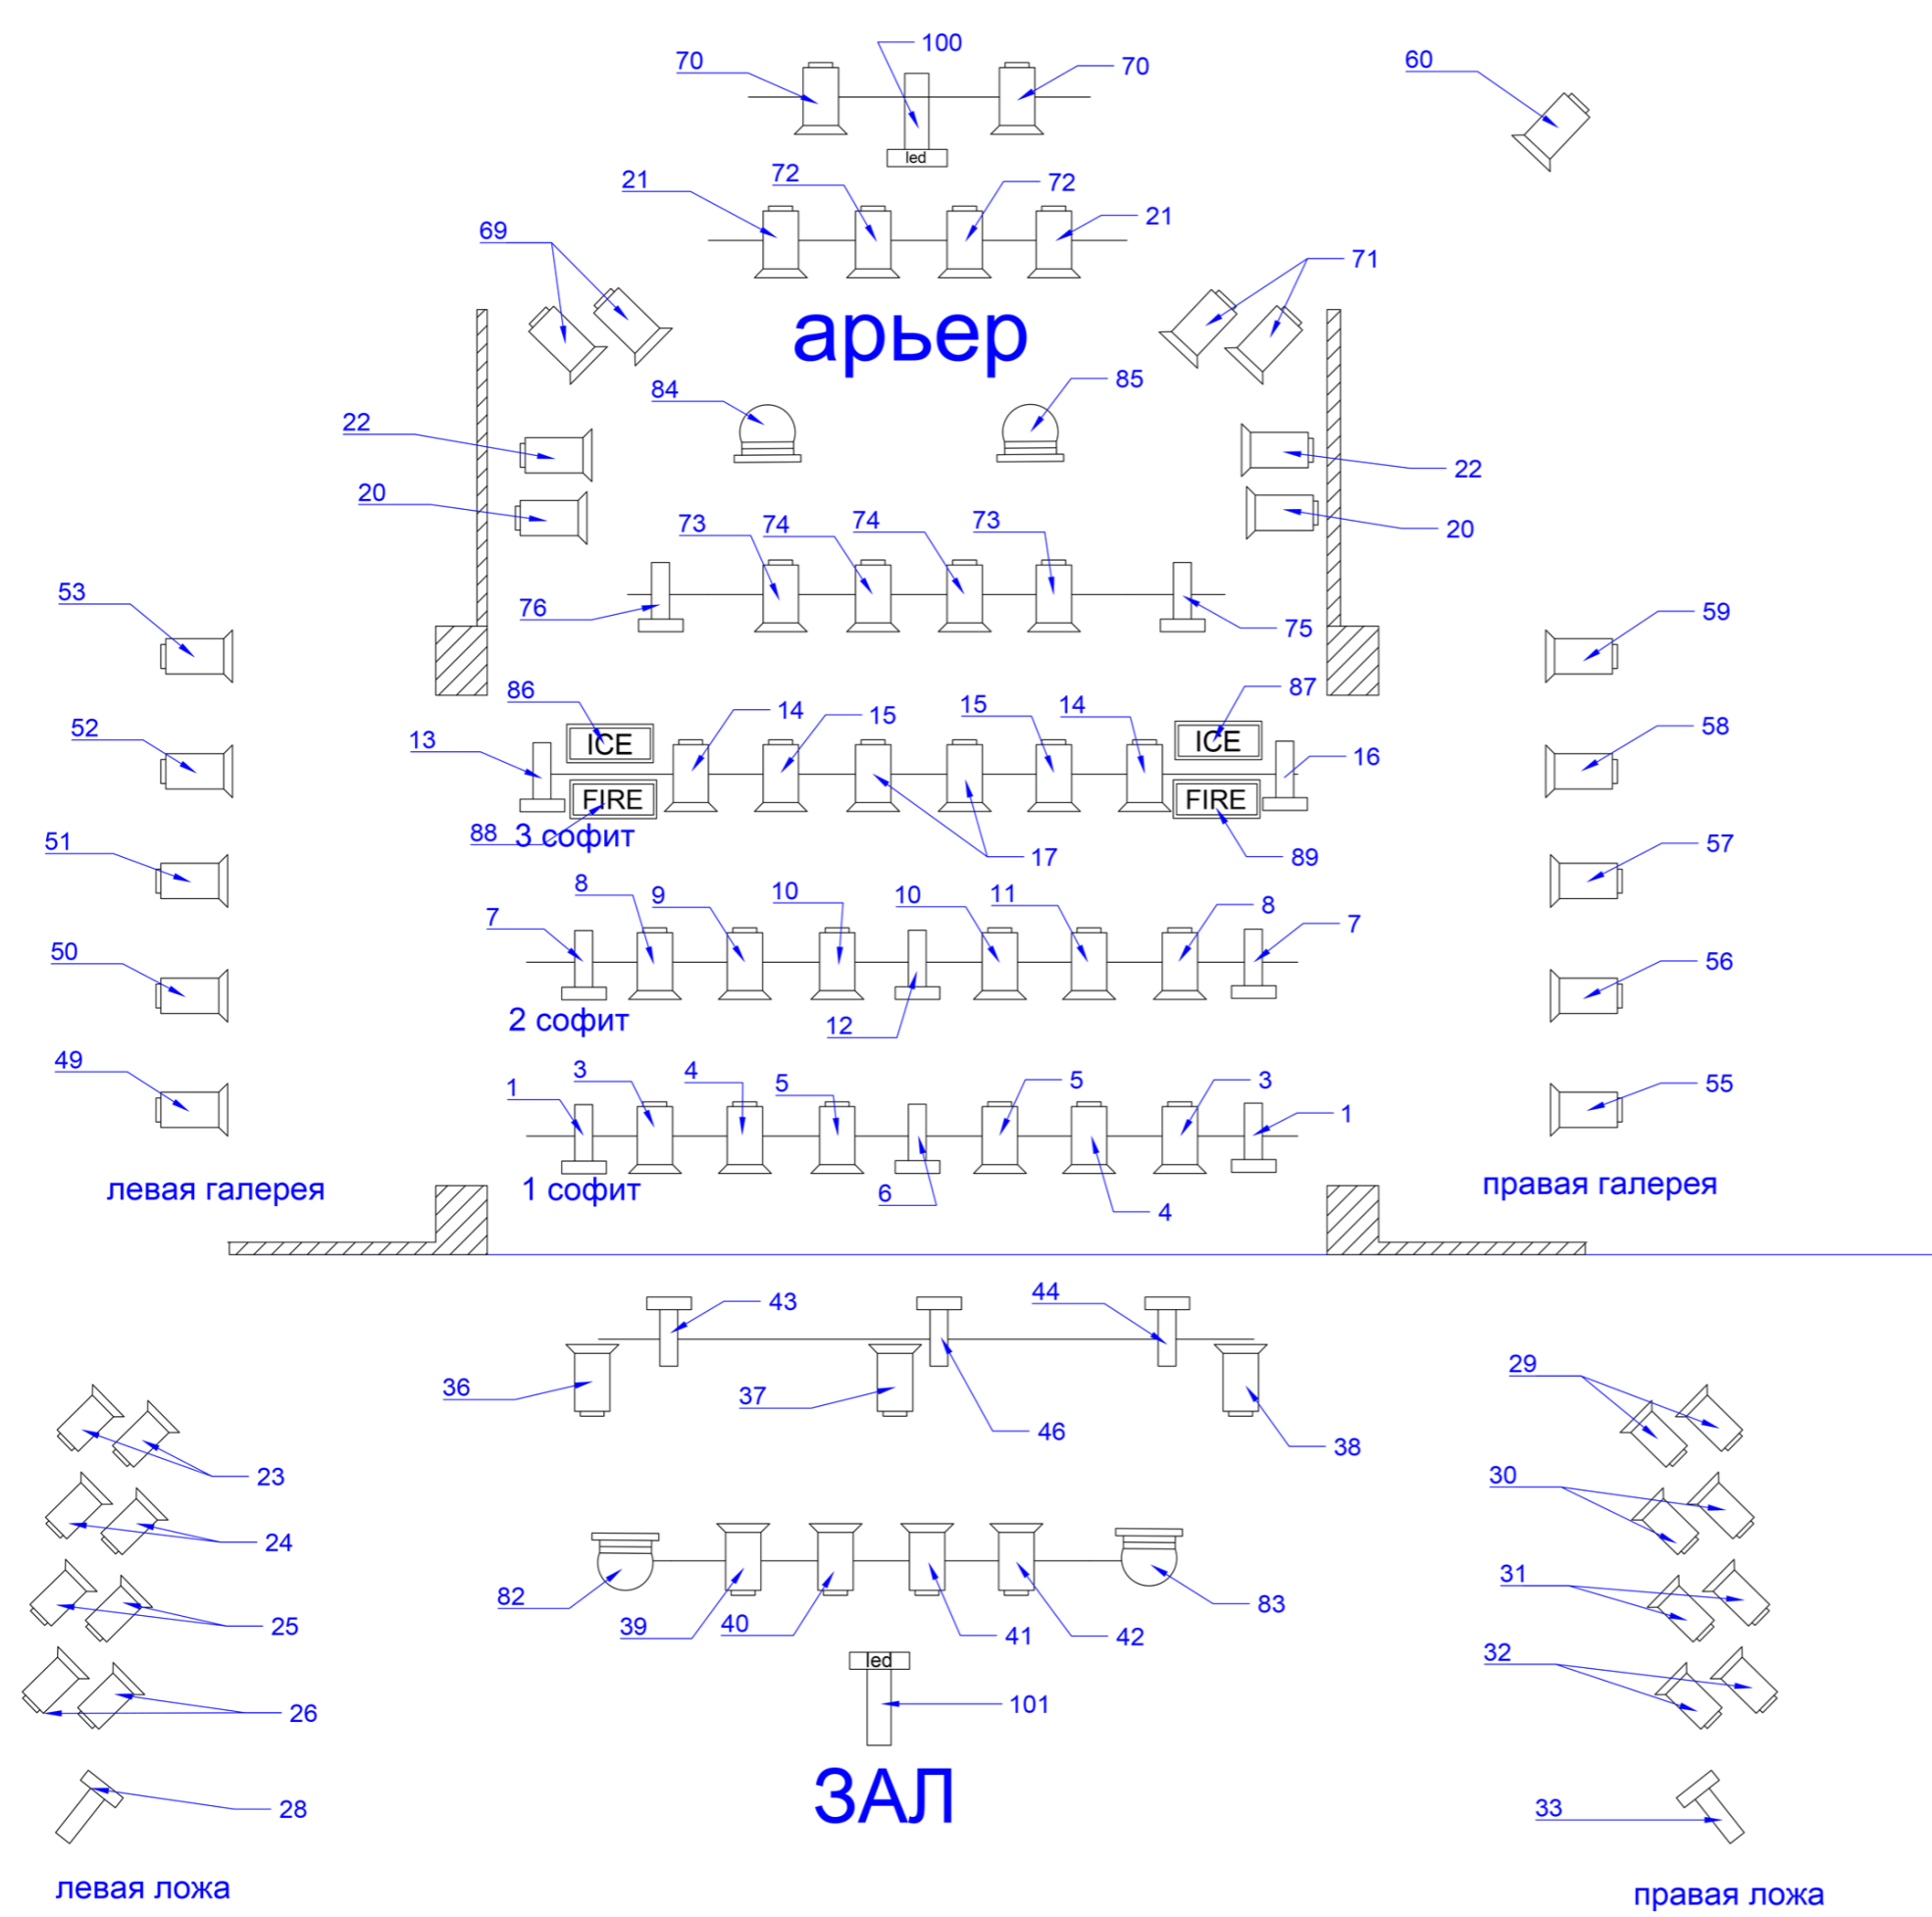 70 100 70 60
led
21 72 72 21
69 71
арьер
84 85
22 22
20 20
73 74 74 73
76 75
53 59
86 87
13 14 15 15 14 16
ICE ICE
52 58
FIRE FIRE
88 3 софит 17 89
51 57
7 8 9 10 10 11 8 7
50 56
12
2 софит
49 55
1 3 4 5 5 3 1
левая галерея 1 софит 6 4 правая галерея
43 44
36 37 46 38
29
23
30
24
82 83
39 40 41 42
31
25
led
32
26 101
ЗАЛ
28 33
левая ложа правая ложа